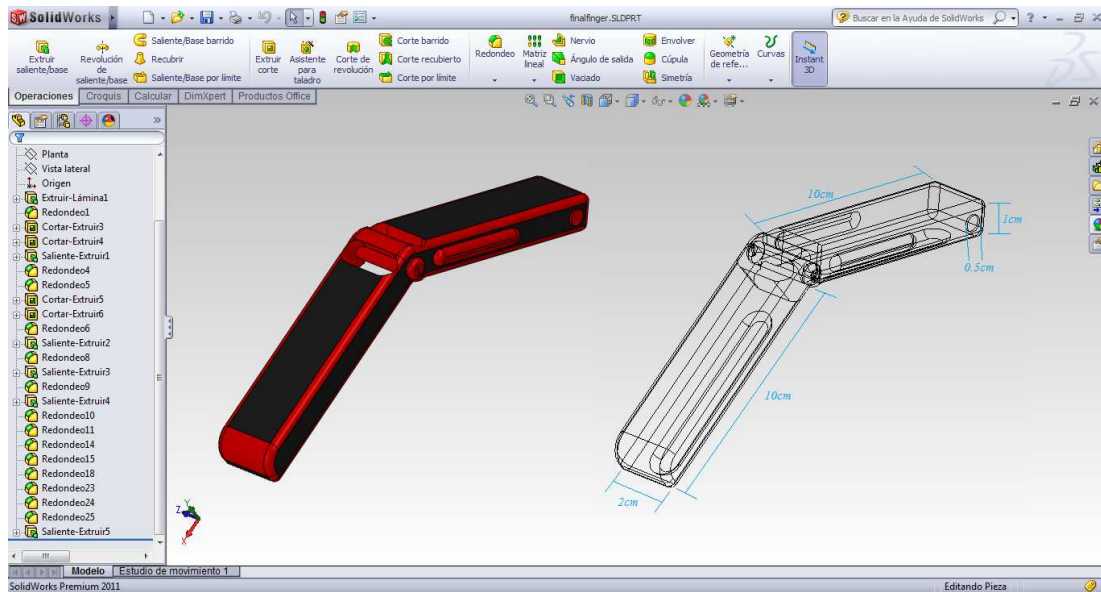 SolidWorks
finalfinger.SLDPRT
Buscar en la Ayuda de SolidWorks
Extruir saliente/base
Revolución de saliente/base
Saliente/Base barrido
Recubrir
Saliente/Base por límite
Extruir corte
Asistente para taladro
Corte de revolución
Corte barrido
Corte recubierto
Corte por límite
Redondeo
Matriz lineal
Nervio
Ángulo de salida
Vaciado
Envolver
Cúpula
Simetría
Geometría de refe...
Curvas
Instant 3D
Operaciones
Croquis
Calcular
DimXpert
Productos Office
Planta
Vista lateral
Origen
Extruir-Lámina1
Redondeo1
Cortar-Extruir3
Cortar-Extruir4
Saliente-Extruir1
Redondeo4
Redondeo5
Cortar-Extruir5
Cortar-Extruir6
Redondeo6
Saliente-Extruir2
Redondeo8
Saliente-Extruir3
Redondeo9
Saliente-Extruir4
Redondeo10
Redondeo11
Redondeo14
Redondeo15
Redondeo18
Redondeo23
Redondeo24
Redondeo25
Saliente-Extruir5
10cm
1cm
0.5cm
10cm
2cm
Y
Z
X
Modelo
Estudio de movimiento 1
SolidWorks Premium 2011
Editando Pieza